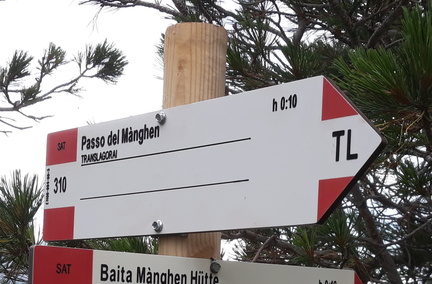 h 0:10
SAT Passo del Mànghen
TRANSLAGORAI
TL
310
SAT Baita Mànghen Hütte